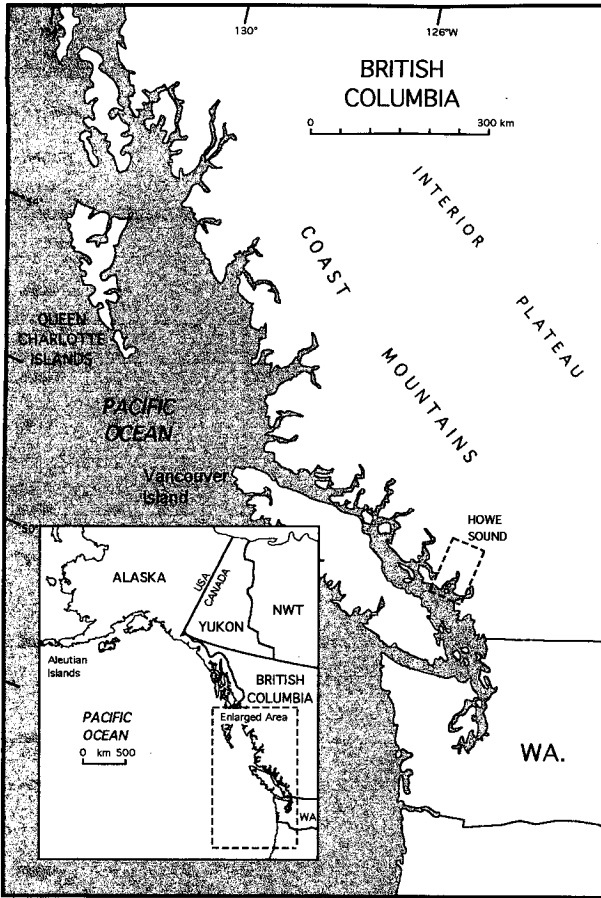 130°
126°W
BRITISH
COLUMBIA
0 300 km
INTERIOR
PLATEAU
COAST
MOUNTAINS
QUEEN
CHARLOTTE
ISLANDS
PACIFIC
OCEAN
Vancouver
Island
HOWE
SOUND
50°
WA.
ALASKA
USA
CANADA
YUKON
NWT
Aleutian
Islands
BRITISH
COLUMBIA
PACIFIC
OCEAN
0 km 500
Enlarged Area
WA